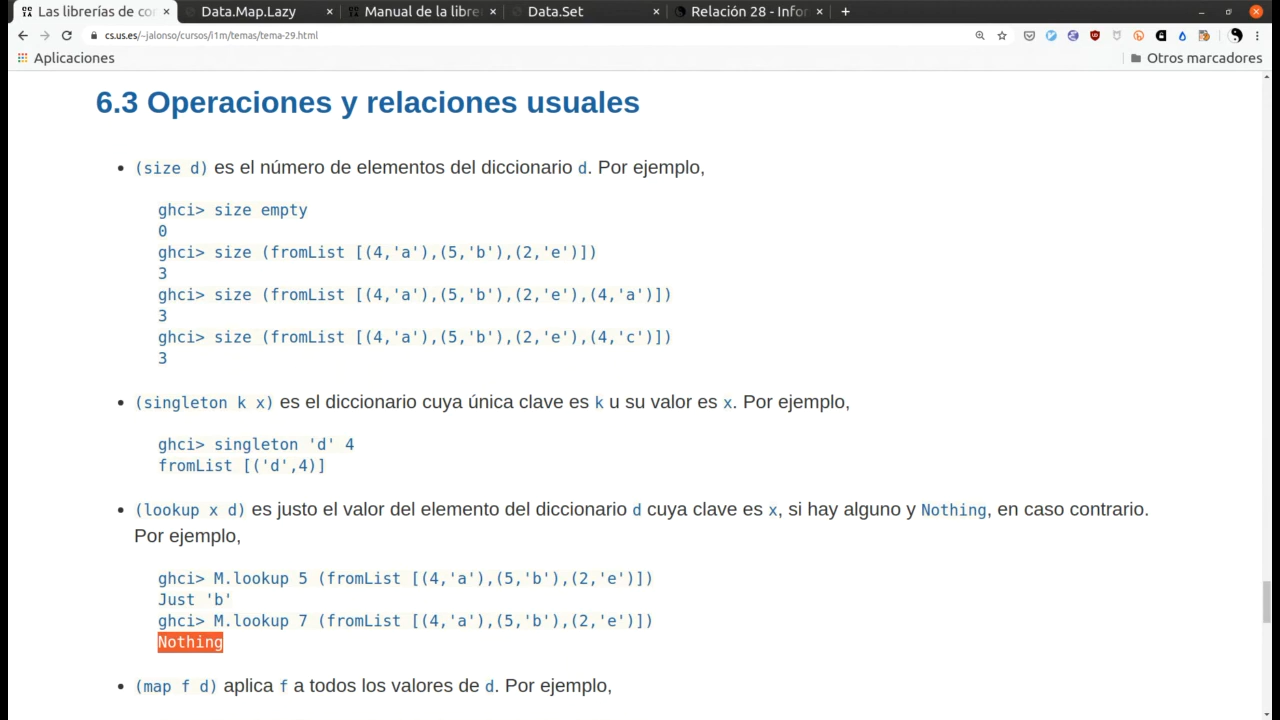 Las librerías de co
Data.Map.Lazy
Manual de la libre
Data.Set
Relación 28 - Info
cs.us.es/~jalonso/cursos/i1m/temas/tema-29.html
Aplicaciones
Otros marcadores
6.3 Operaciones y relaciones usuales
• (size d) es el número de elementos del diccionario d. Por ejemplo,
ghci> size empty
0
ghci> size (fromList [(4,'a'),(5,'b'),(2,'e')])
3
ghci> size (fromList [(4,'a'),(5,'b'),(2,'e'),(4,'a')])
3
ghci> size (fromList [(4,'a'),(5,'b'),(2,'e'),(4,'c')])
3
• (singleton k x) es el diccionario cuya única clave es k u su valor es x. Por ejemplo,
ghci> singleton 'd' 4
fromList [('d',4)]
• (lookup x d) es justo el valor del elemento del diccionario d cuya clave es x, si hay alguno y Nothing, en caso contrario.
Por ejemplo,
ghci> M.lookup 5 (fromList [(4,'a'),(5,'b'),(2,'e')])
Just 'b'
ghci> M.lookup 7 (fromList [(4,'a'),(5,'b'),(2,'e')])
Nothing
• (map f d) aplica f a todos los valores de d. Por ejemplo,